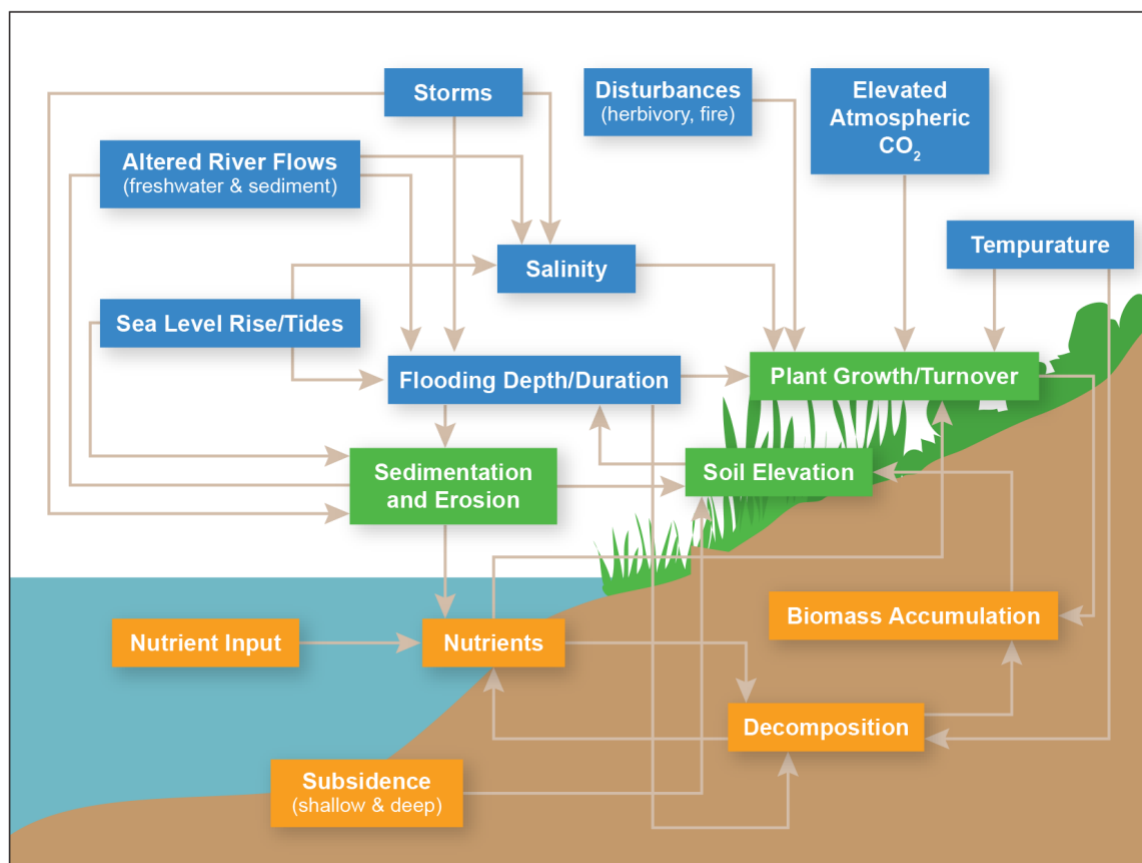 Storms
Disturbances
(herbivory, fire)
Elevated
Atmospheric
CO₂
Altered River Flows
(freshwater & sediment)
Tempurature
Salinity
Sea Level Rise/Tides
Flooding Depth/Duration
Plant Growth/Turnover
Sedimentation
and Erosion
Soil Elevation
Biomass Accumulation
Nutrient Input
Nutrients
Decomposition
Subsidence
(shallow & deep)